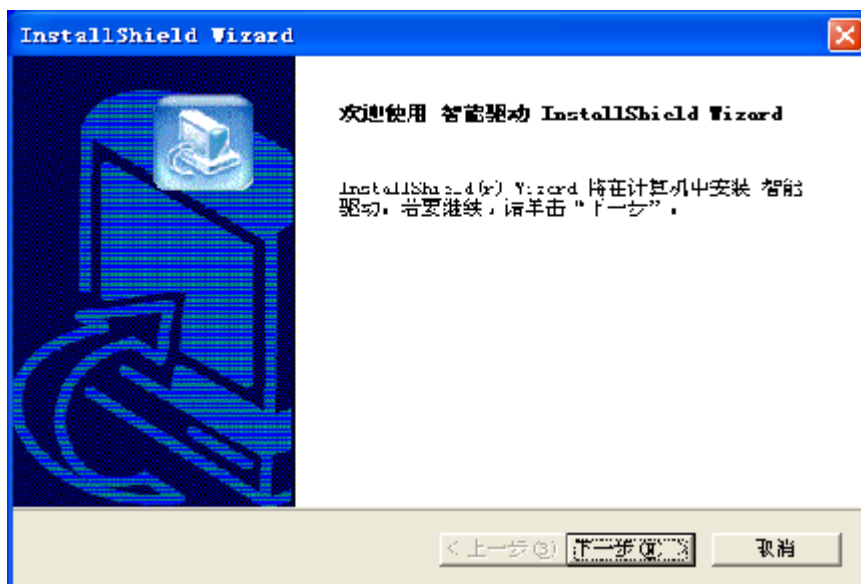 InstallShield Wizard
欢迎使用 智能驱动 InstallShield Wizard
InstallShield(r) Wizard 将在计算机中安装 智能
驱动。若要继续，请单击“下一步”。
< 上一步(B)
下一步(N) >
取消